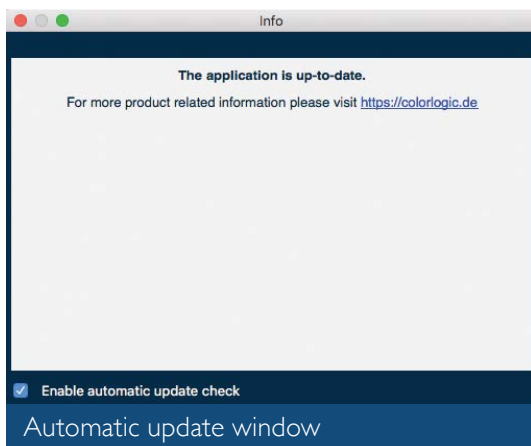 Info
The application is up-to-date.
For more product related information please visit https://colorlogic.de
Enable automatic update check
Automatic update window